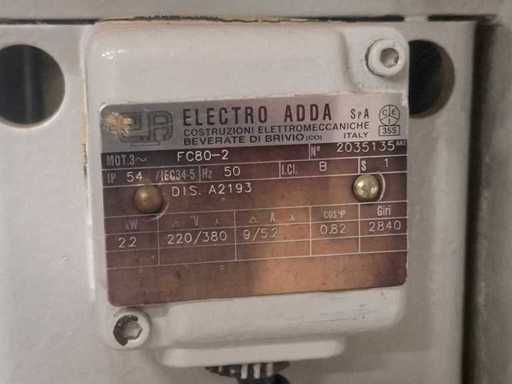 ELECTRO ADDA SpA
COSTRUZIONI ELETTROMECCANICHE
BEVERATE DI BRIVIO (CO) ITALY
MOT. 3~ FC80-2 N° 2035135
IP 54 / IEC34-5 Hz 50 I.Cl. B S 1
DIS. A2193
kW V A COSφ Giri
2.2 220/380 9/5.2 0.82 2840